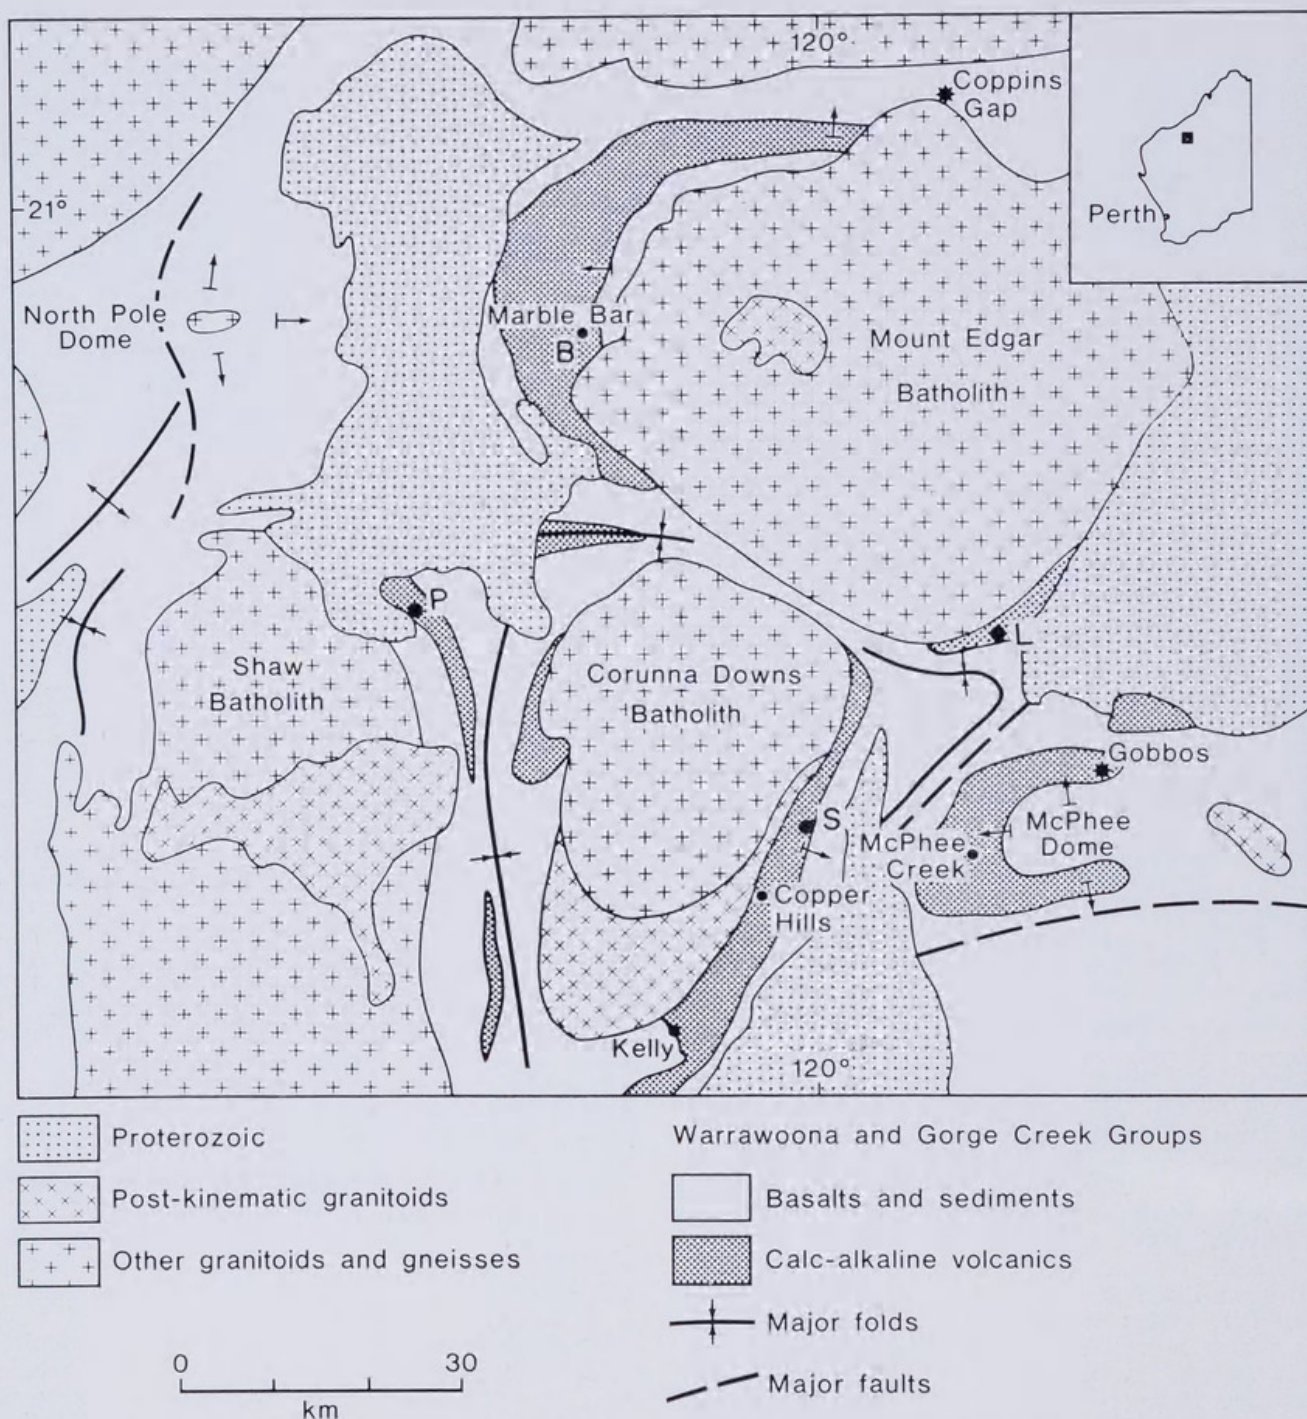 120°
Coppins
Gap
21°
Perth
North Pole
Dome
Marble Bar
B
Mount Edgar
Batholith
P
L
Shaw
Batholith
Corunna Downs
Batholith
Gobbos
S
McPhee
Creek
McPhee
Dome
Copper
Hills
Kelly
120°
Proterozoic
Post-kinematic granitoids
Other granitoids and gneisses
Warrawoona and Gorge Creek Groups
Basalts and sediments
Calc-alkaline volcanics
Major folds
Major faults
0 30
km